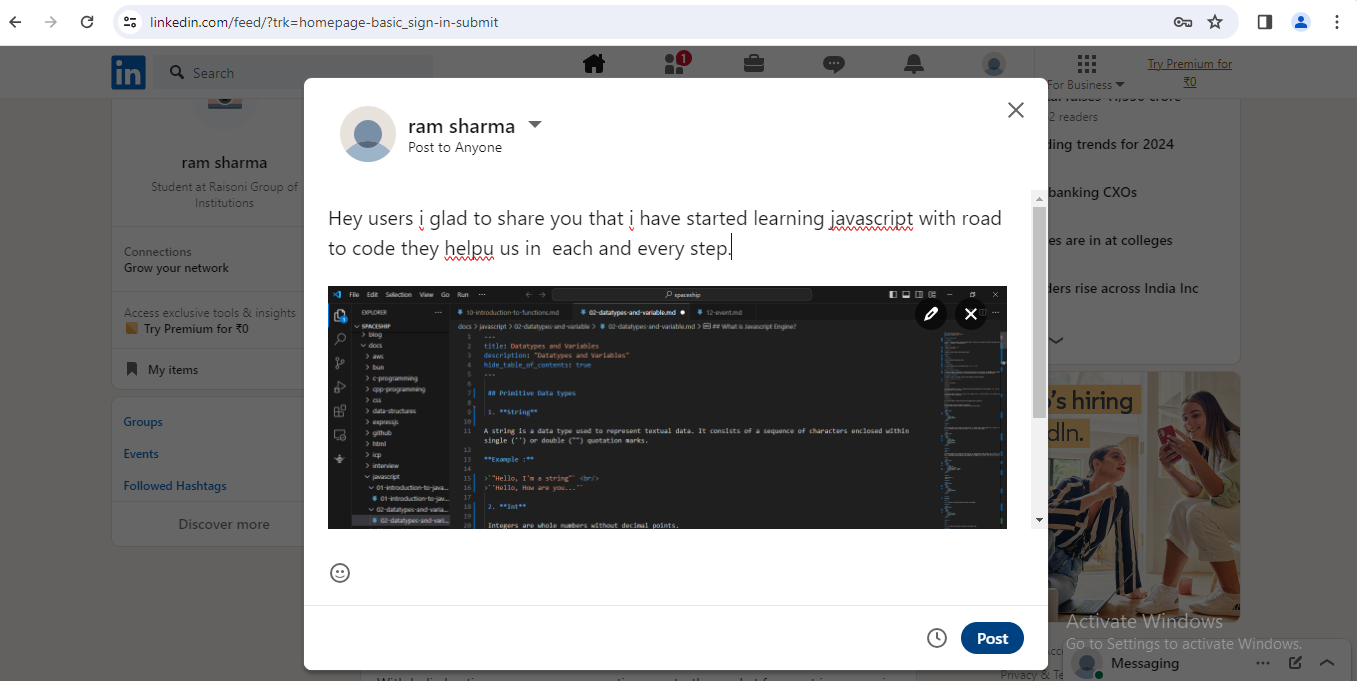 linkedin.com/feed/?trk=homepage-basic_sign-in-submit
in
Search
1
For Business
Try Premium for
₹0
ram sharma
Student at Raisoni Group of
Institutions
Connections
Grow your network
Access exclusive tools & insights
Try Premium for ₹0
My items
Groups
Events
Followed Hashtags
Discover more
ram sharma
Post to Anyone
Hey users i glad to share you that i have started learning javascript with road
to code they helpu us in  each and every step.
File Edit Selection View Go Run ···
spaceship
EXPLORER
10-introduction-to-functions.md
02-datatypes-and-variable.md
12-event.md
docs > javascript > 02-datatypes-and-variable > 02-datatypes-and-variable.md > ## What is Javascript Engine?
SPACESHIP
blog
docs
aws
bun
c-programming
cpp-programming
css
data-structures
expressjs
github
html
icp
interview
javascript
01-introduction-to-java...
01-introduction-to-jav...
02-datatypes-and-varia...
02-datatypes-and-vari...
1 ---
2 title: Datatypes and Variables
3 description: "Datatypes and Variables"
4 hide_table_of_contents: true
5 ---
6
7 ## Primitive Data types
8
9 1. **String**
10
11 A string is a data type used to represent textual data. It consists of a sequence of characters enclosed within
single ('') or double ("") quotation marks.
12
13 **Example :**
14
15 >`"Hello, I'm a string"` <br/>
16 >`'Hello, How are you...'`
17
18 2. **Int**
19
20 Integers are whole numbers without decimal points.
Post
2 readers
ding trends for 2024
banking CXOs
es are in at colleges
ders rise across India Inc
's hiring
dIn.
Activate Windows
Go to Settings to activate Windows.
Messaging
Privacy & Te